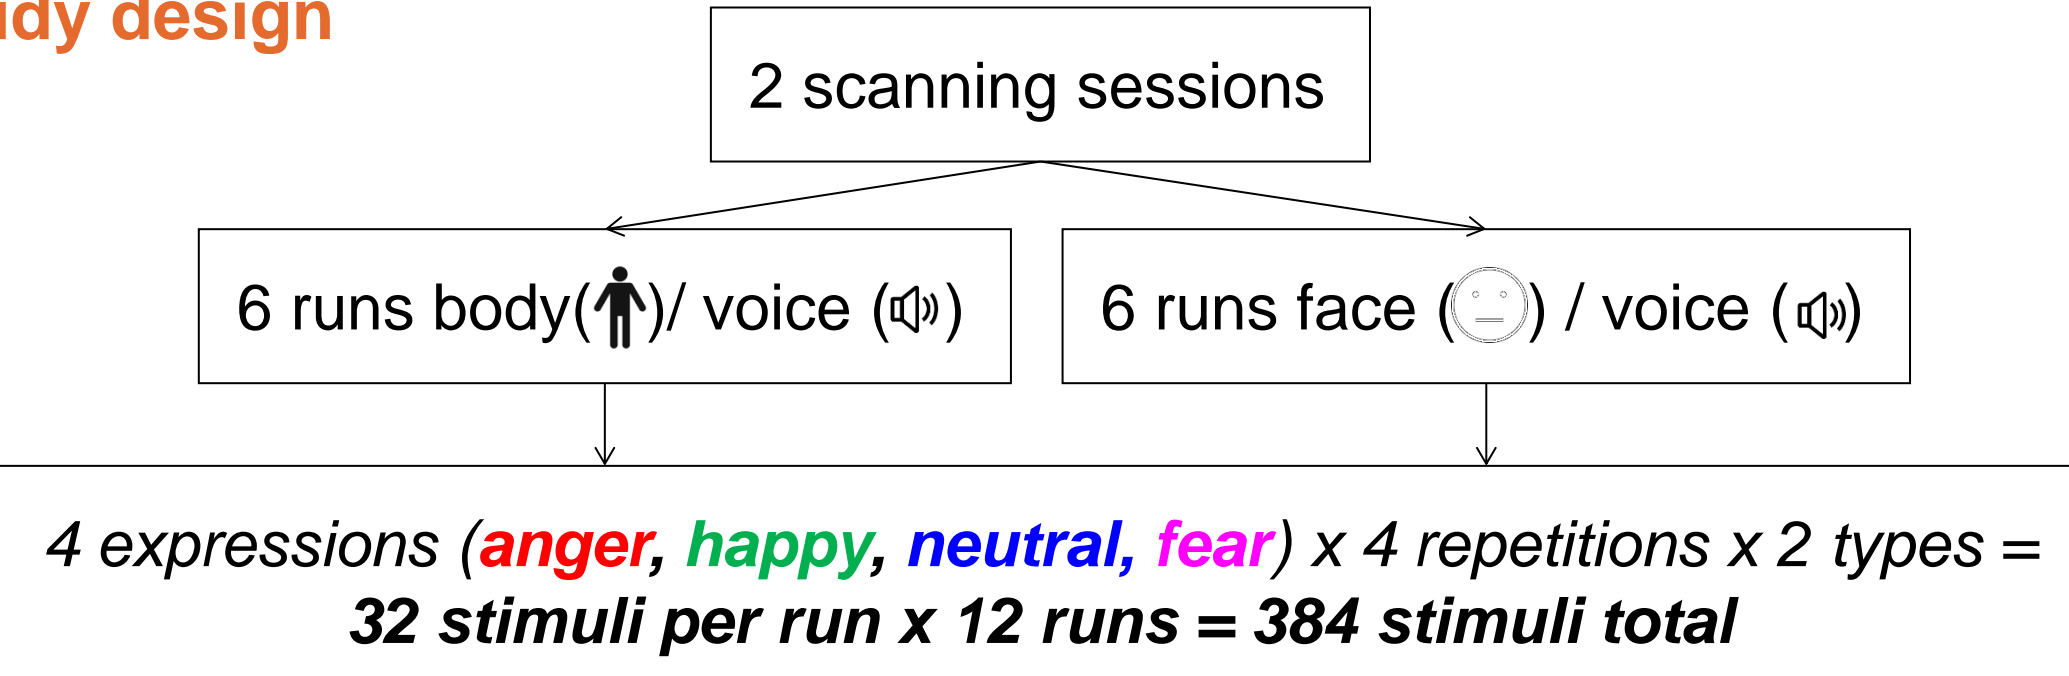 design
2 scanning sessions
6 runs body( )/ voice ( )
6 runs face ( ) / voice ( )
4 expressions (anger, happy, neutral, fear) x 4 repetitions x 2 types =
32 stimuli per run x 12 runs = 384 stimuli total